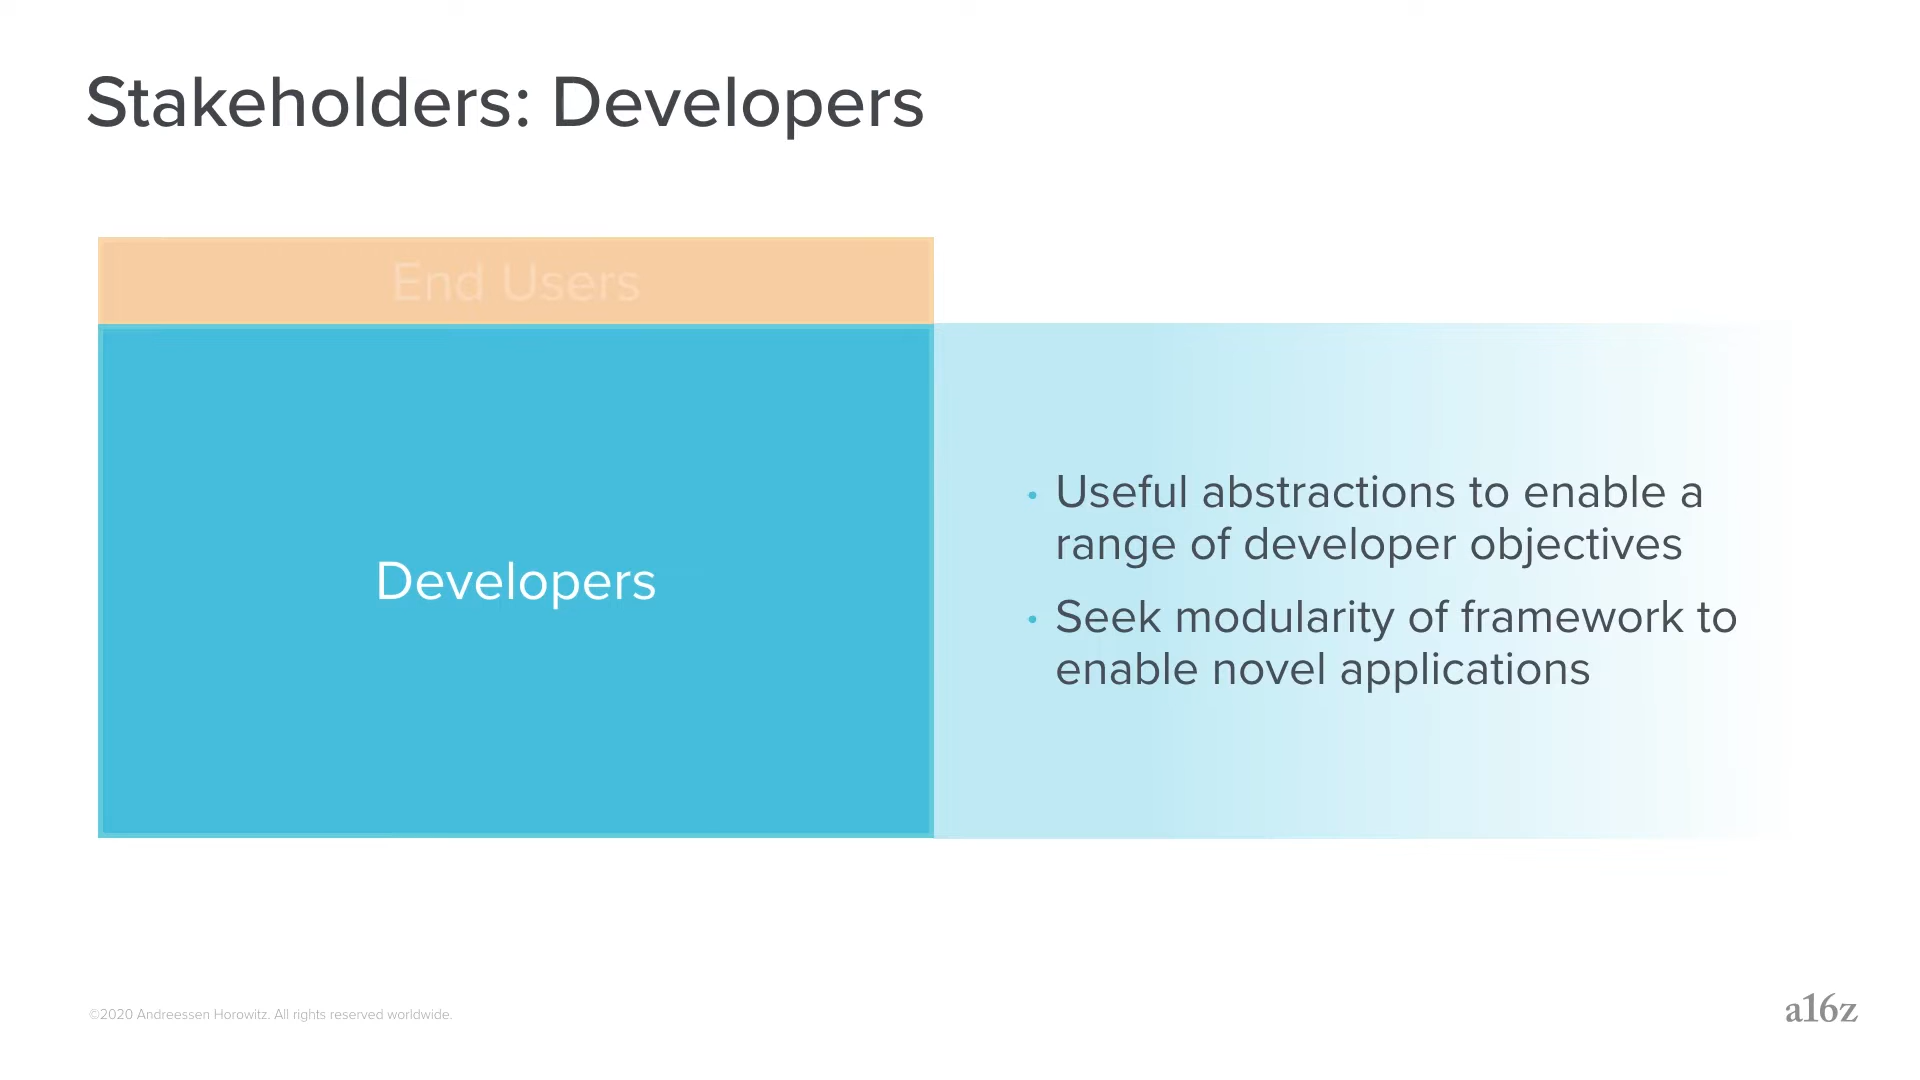 Stakeholders: Developers
End Users
Developers
• Useful abstractions to enable a
range of developer objectives
• Seek modularity of framework to
enable novel applications
©2020 Andreessen Horowitz. All rights reserved worldwide.
a16z